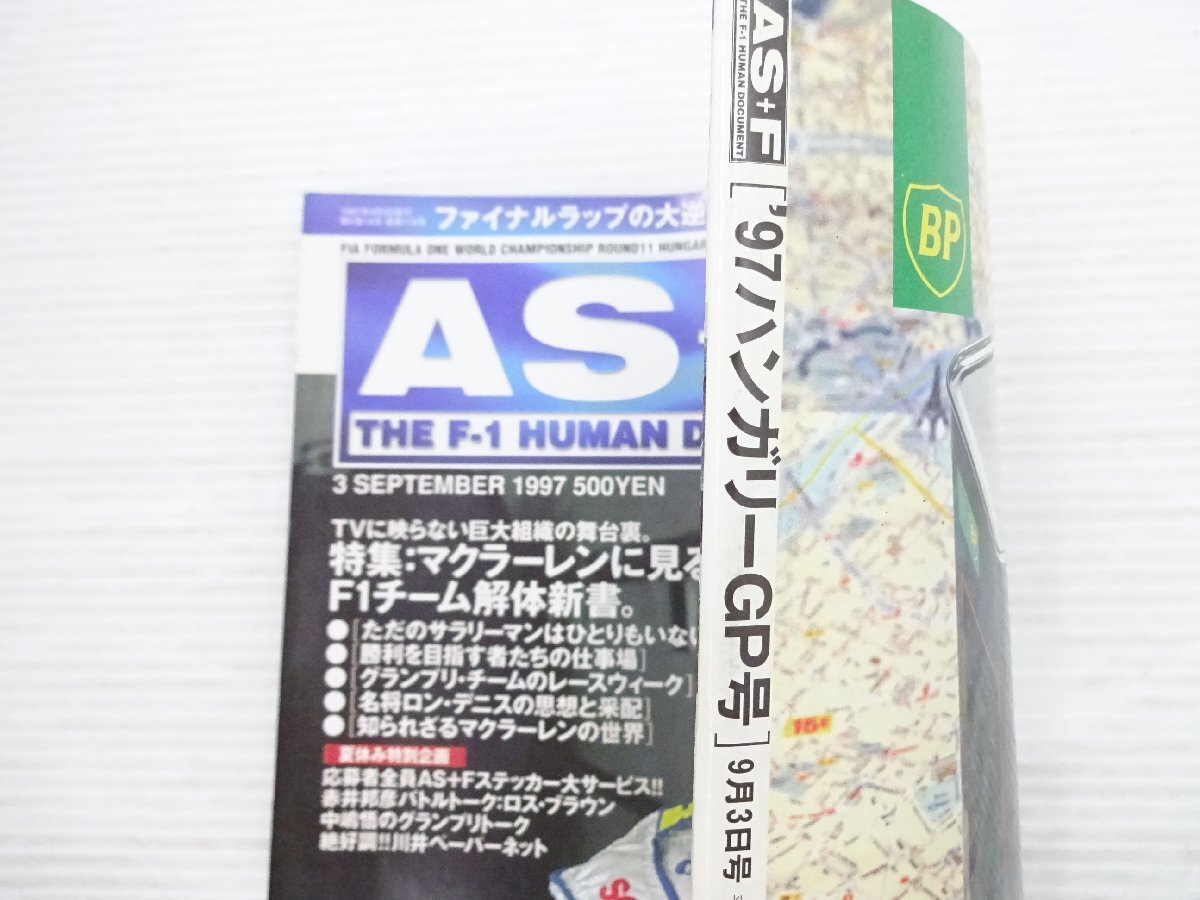 ファイナルラップの大逆
FIA FORMULA ONE WORLD CHAMPIONSHIP ROUND11 HUNGAR
AS
THE F-1 HUMAN D
3 SEPTEMBER 1997 500YEN
TVに映らない巨大組織の舞台裏。
特集:マクラーレンに見る
F1チーム解体新書。
●[ただのサラリーマンはひとりもいない
●[勝利を目指す者たちの仕事場]
●[グランプリ・チームのレースウィーク]
●[名将ロン・デニスの思想と采配]
●[知られざるマクラーレンの世界]
夏休み特別企画
応募者全員AS+Fステッカー大サービス!!
赤井邦彦バトルトーク:ロス・ブラウン
中嶋悟のグランプリトーク
絶好調!!川井ペーパーネット
AS+F
THE F-1 HUMAN DOCUMENT
['97ハンガリーGP号]
9月3日号
BP
15e